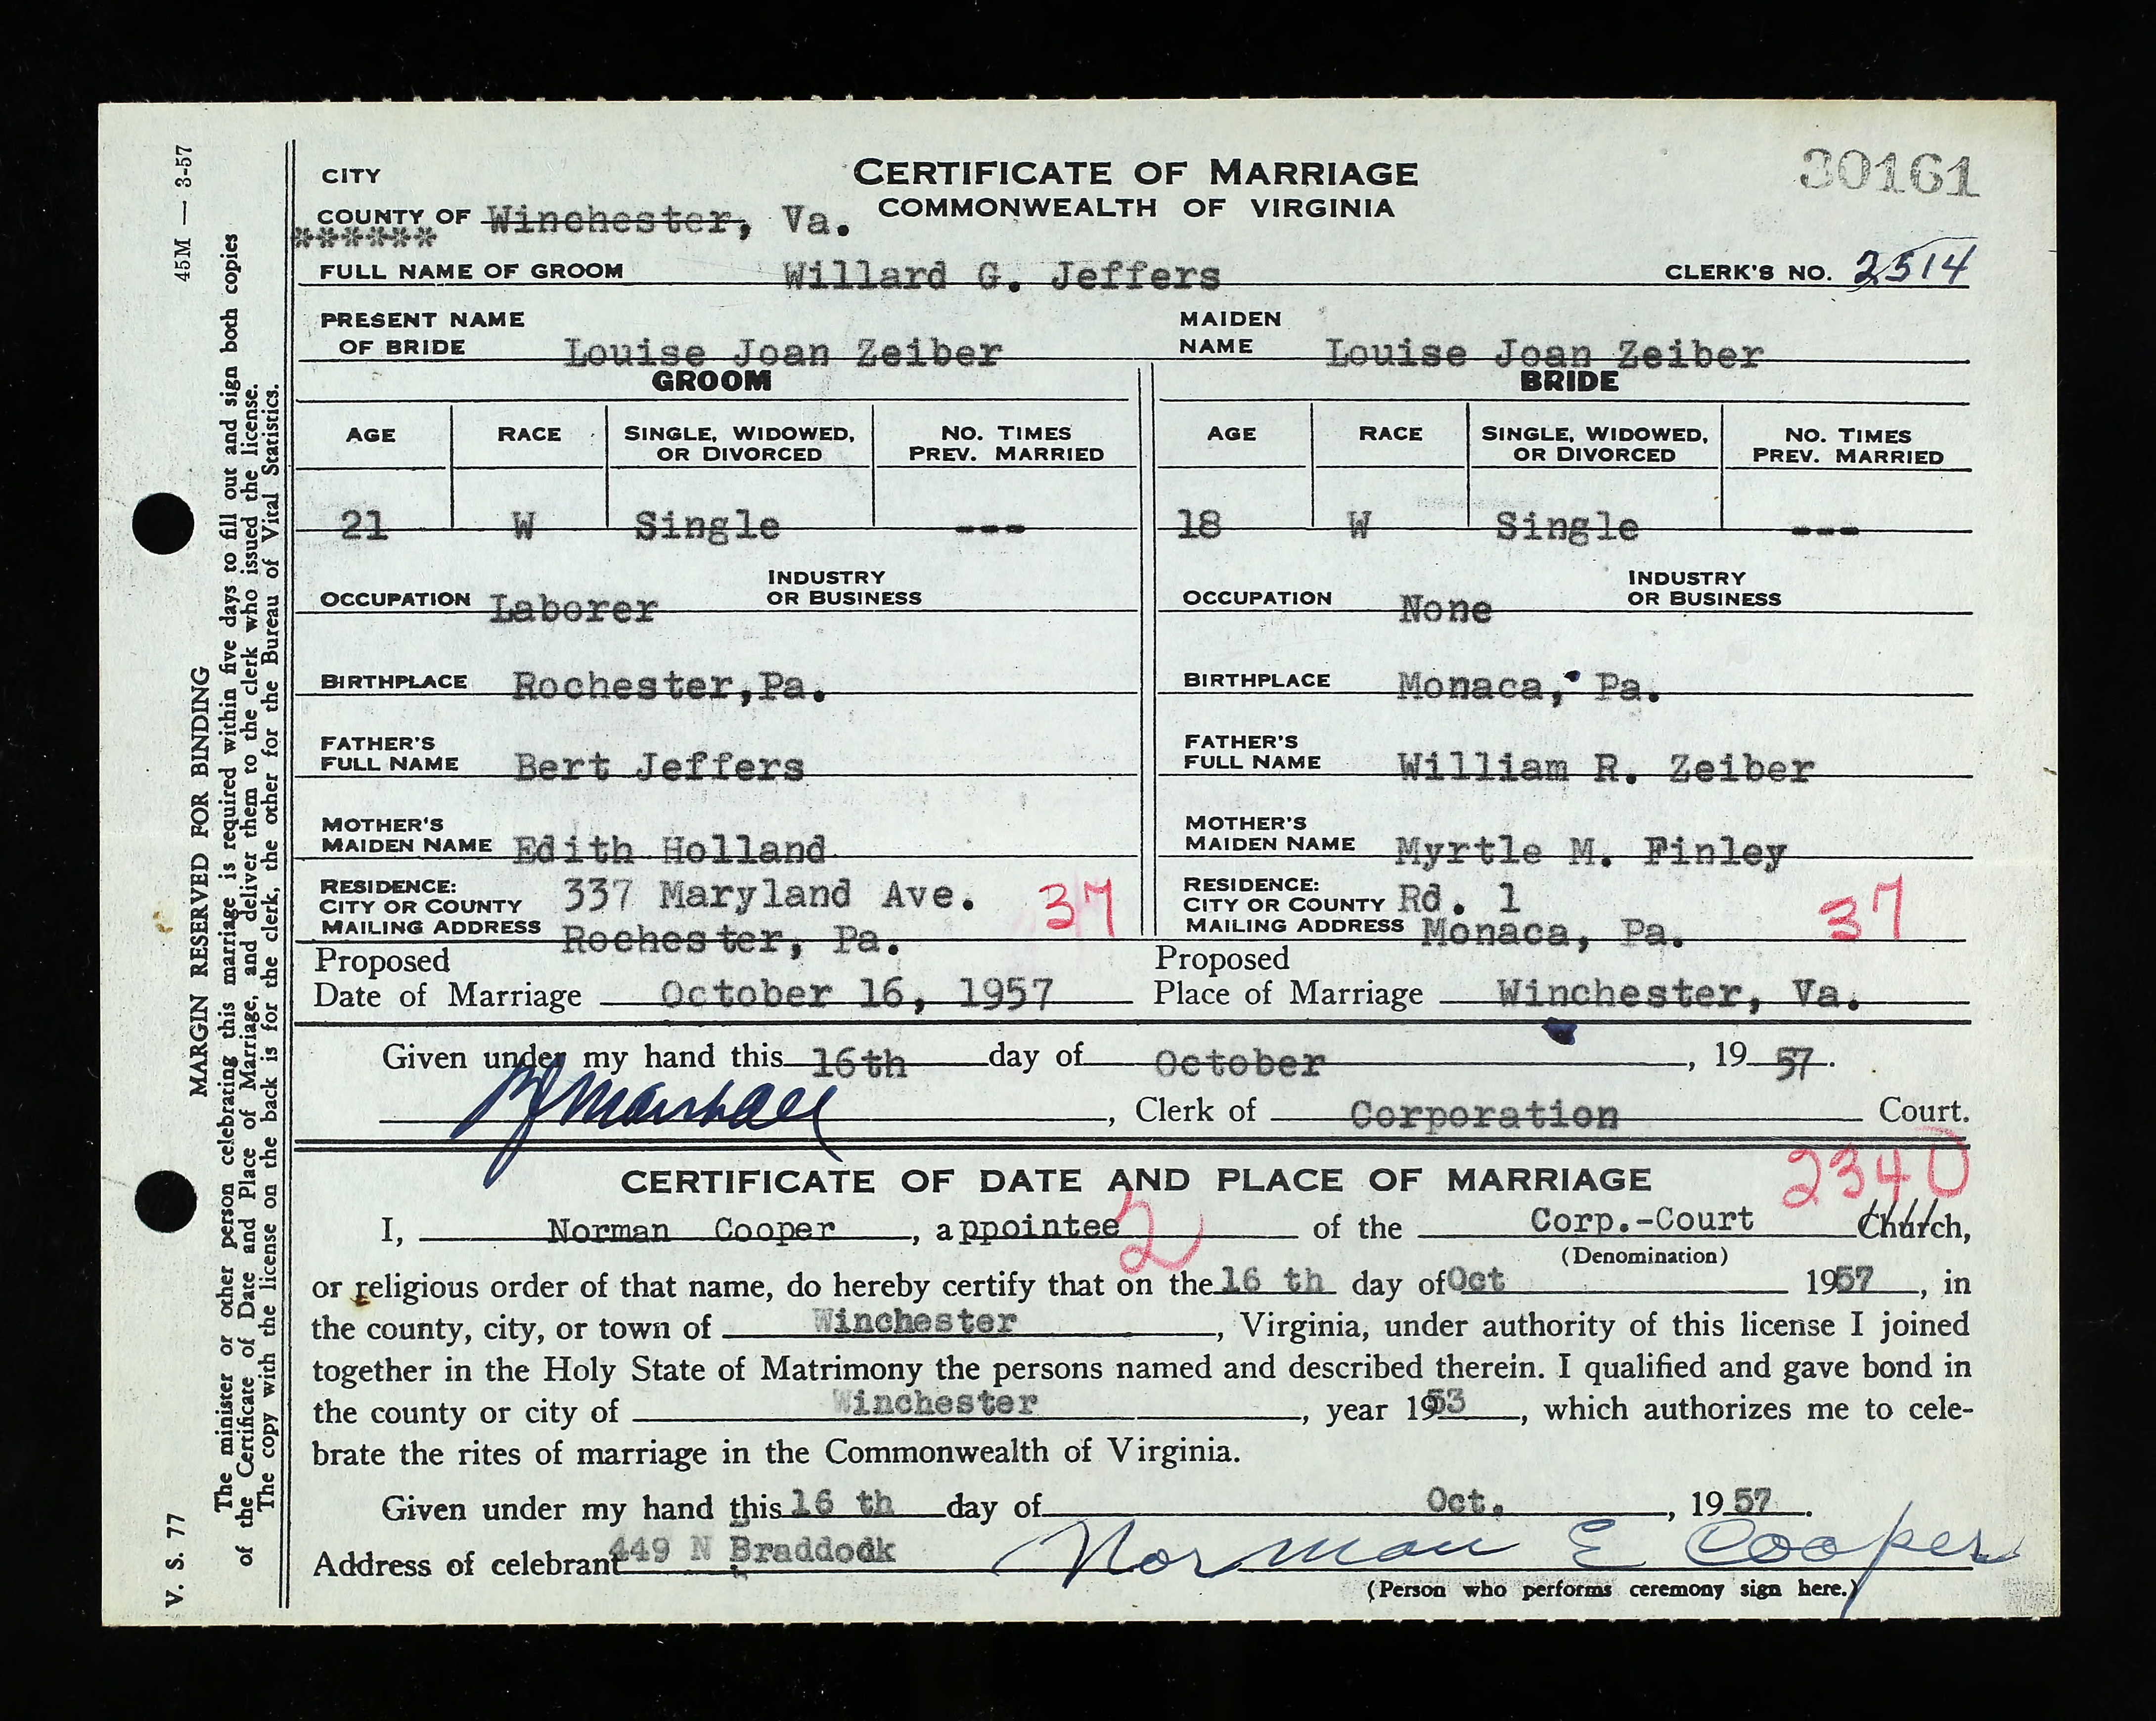 CERTIFICATE OF MARRIAGE
COMMONWEALTH OF VIRGINIA
30161
CITY
COUNTY OF Winchester, Va.
******
FULL NAME OF GROOM Willard G. Jeffers CLERK'S NO. 2514
PRESENT NAME OF BRIDE Louise Joan Zeiber MAIDEN NAME Louise Joan Zeiber
GROOM BRIDE
AGE RACE SINGLE, WIDOWED, OR DIVORCED NO. TIMES PREV. MARRIED AGE RACE SINGLE, WIDOWED, OR DIVORCED NO. TIMES PREV. MARRIED
21 W Single --- 18 W Single ---
OCCUPATION Laborer INDUSTRY OR BUSINESS OCCUPATION None INDUSTRY OR BUSINESS
BIRTHPLACE Rochester,Pa. BIRTHPLACE Monaca, Pa.
FATHER'S FULL NAME Bert Jeffers FATHER'S FULL NAME William R. Zeiber
MOTHER'S MAIDEN NAME Edith Holland MOTHER'S MAIDEN NAME Myrtle M. Finley
RESIDENCE: CITY OR COUNTY 337 Maryland Ave. 37 RESIDENCE: CITY OR COUNTY Rd. 1 37
MAILING ADDRESS Rochester, Pa. MAILING ADDRESS Monaca, Pa.
Proposed Date of Marriage October 16, 1957 Proposed Place of Marriage Winchester, Va.
Given under my hand this 16th day of October, 19 57.
Marshall, Clerk of Corporation Court.
CERTIFICATE OF DATE AND PLACE OF MARRIAGE 2340
I, Norman Cooper, appointee 2 of the Corp.-Court Church,
(Denomination)
or religious order of that name, do hereby certify that on the 16 th day of Oct 1957, in
the county, city, or town of Winchester, Virginia, under authority of this license I joined
together in the Holy State of Matrimony the persons named and described therein. I qualified and gave bond in
the county or city of Winchester, year 1953, which authorizes me to cele-
brate the rites of marriage in the Commonwealth of Virginia.
Given under my hand this 16 th day of Oct., 19 57.
Address of celebrant 449 N Braddock Norman E Cooper
(Person who performs ceremony sign here.)
V. S. 77
MARGIN RESERVED FOR BINDING
45M — 3-57
The minister or other person celebrating this marriage is required within five days to fill out and sign both copies
of the Certificate of Date and Place of Marriage, and deliver them to the clerk who issued the license.
The copy with the license on the back is for the clerk, the other for the Bureau of Vital Statistics.